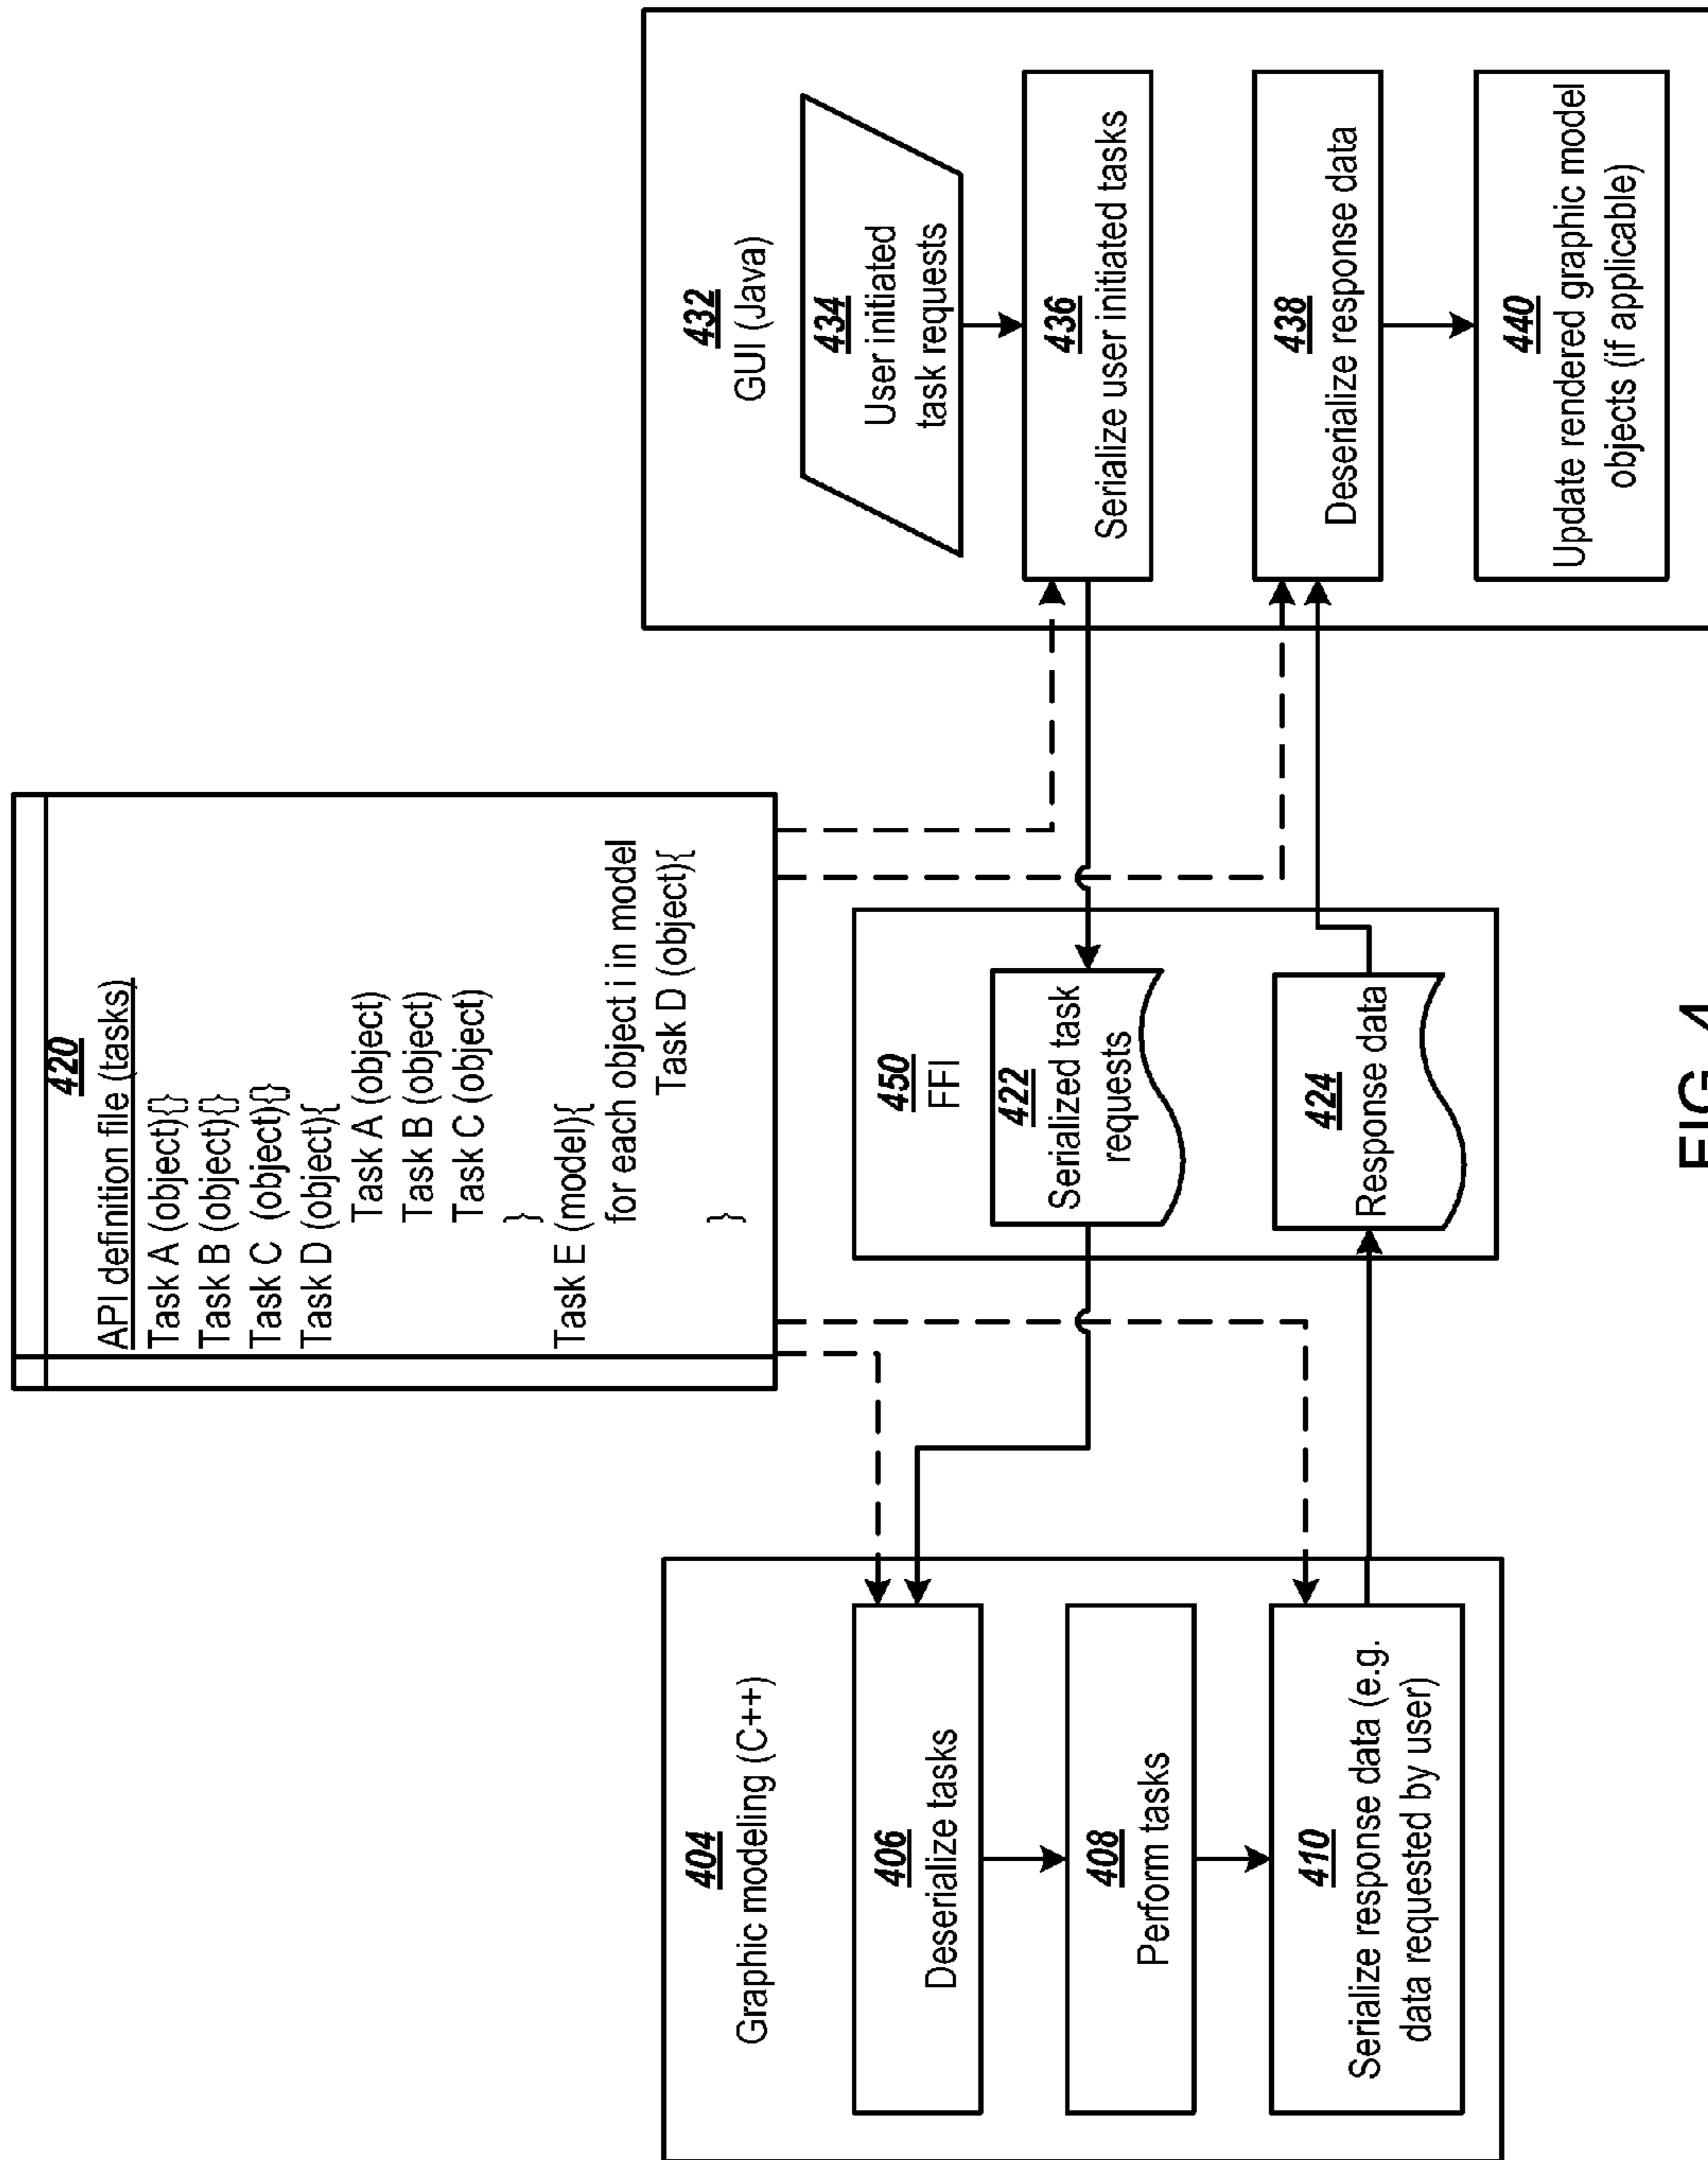 420
API definition file (tasks)
Task A (object){}
Task B (object){}
Task C (object){}
Task D (object){
Task A (object)
Task B (object)
Task C (object)
}
Task E (model){
for each object i in model
Task D (object){
}
404
Graphic modeling (C++)
406
Deserialize tasks
408
Perform tasks
410
Serialize response data (e.g.
data requested by user)
450
FFI
422
Serialized task
requests
424
Response data
432
GUI (Java)
434
User initiated
task requests
436
Serialize user initiated tasks
438
Deserialize response data
440
Update rendered graphic model
objects (if applicable)
FIG. 4